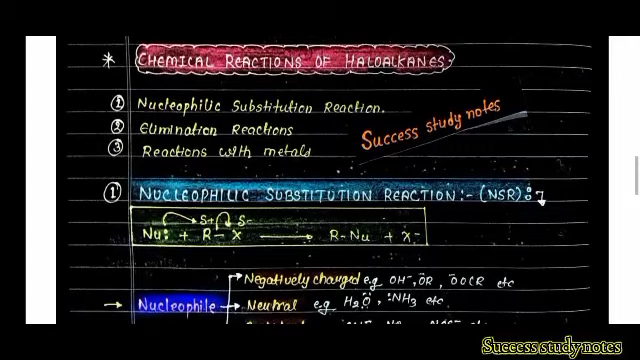 * CHEMICAL REACTIONS OF HALOALKANES.
① Nucleophilic Substitution Reaction.
② Elimination Reactions
③ Reactions with metals
Success study notes
① NUCLEOPHILIC SUBSTITUTION REACTION:- (NSR):
Nu: + R-X → R-Nu + X⁻
δ+ δ-
Negatively charged e.g OH⁻, ŌR, ŌOCR etc
→ Nucleophile → Neutral e.g. H₂Ö, :NH3 etc.
Success study notes